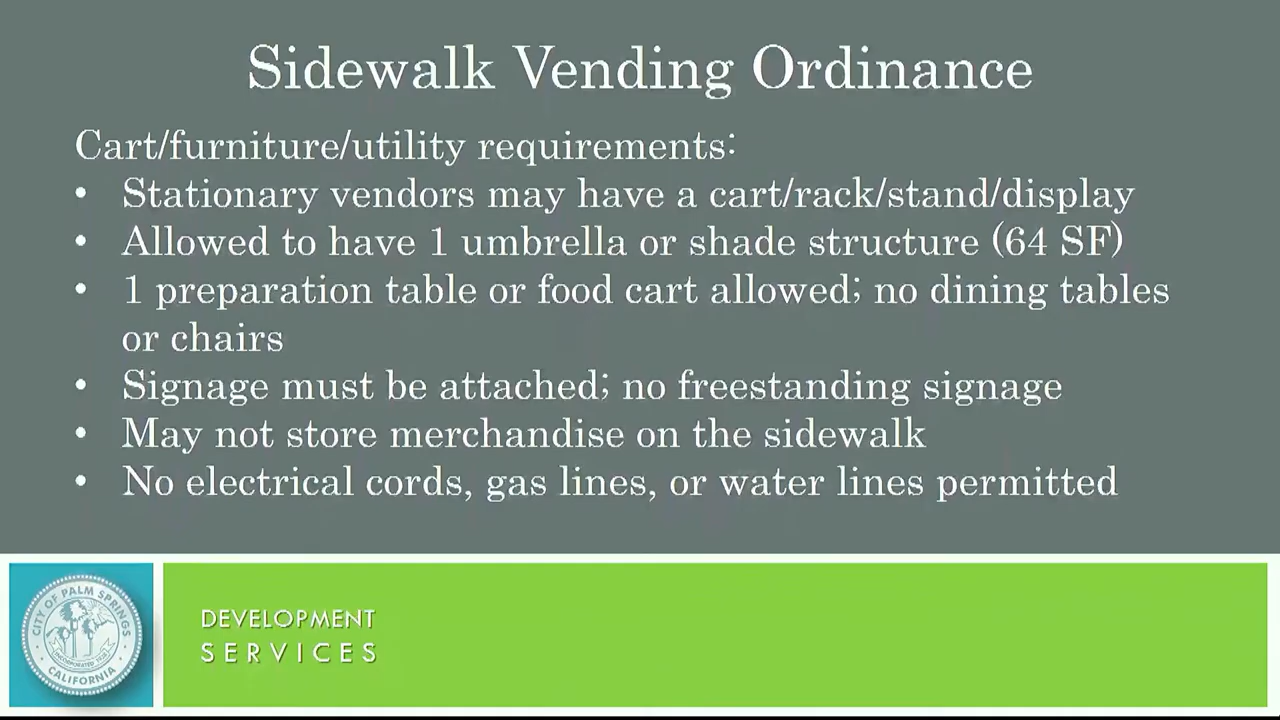 Sidewalk Vending Ordinance
Cart/furniture/utility requirements:
• Stationary vendors may have a cart/rack/stand/display
• Allowed to have 1 umbrella or shade structure (64 SF)
• 1 preparation table or food cart allowed; no dining tables
or chairs
• Signage must be attached; no freestanding signage
• May not store merchandise on the sidewalk
• No electrical cords, gas lines, or water lines permitted
CITY OF PALM SPRINGS
CALIFORNIA
DEVELOPMENT
SERVICES